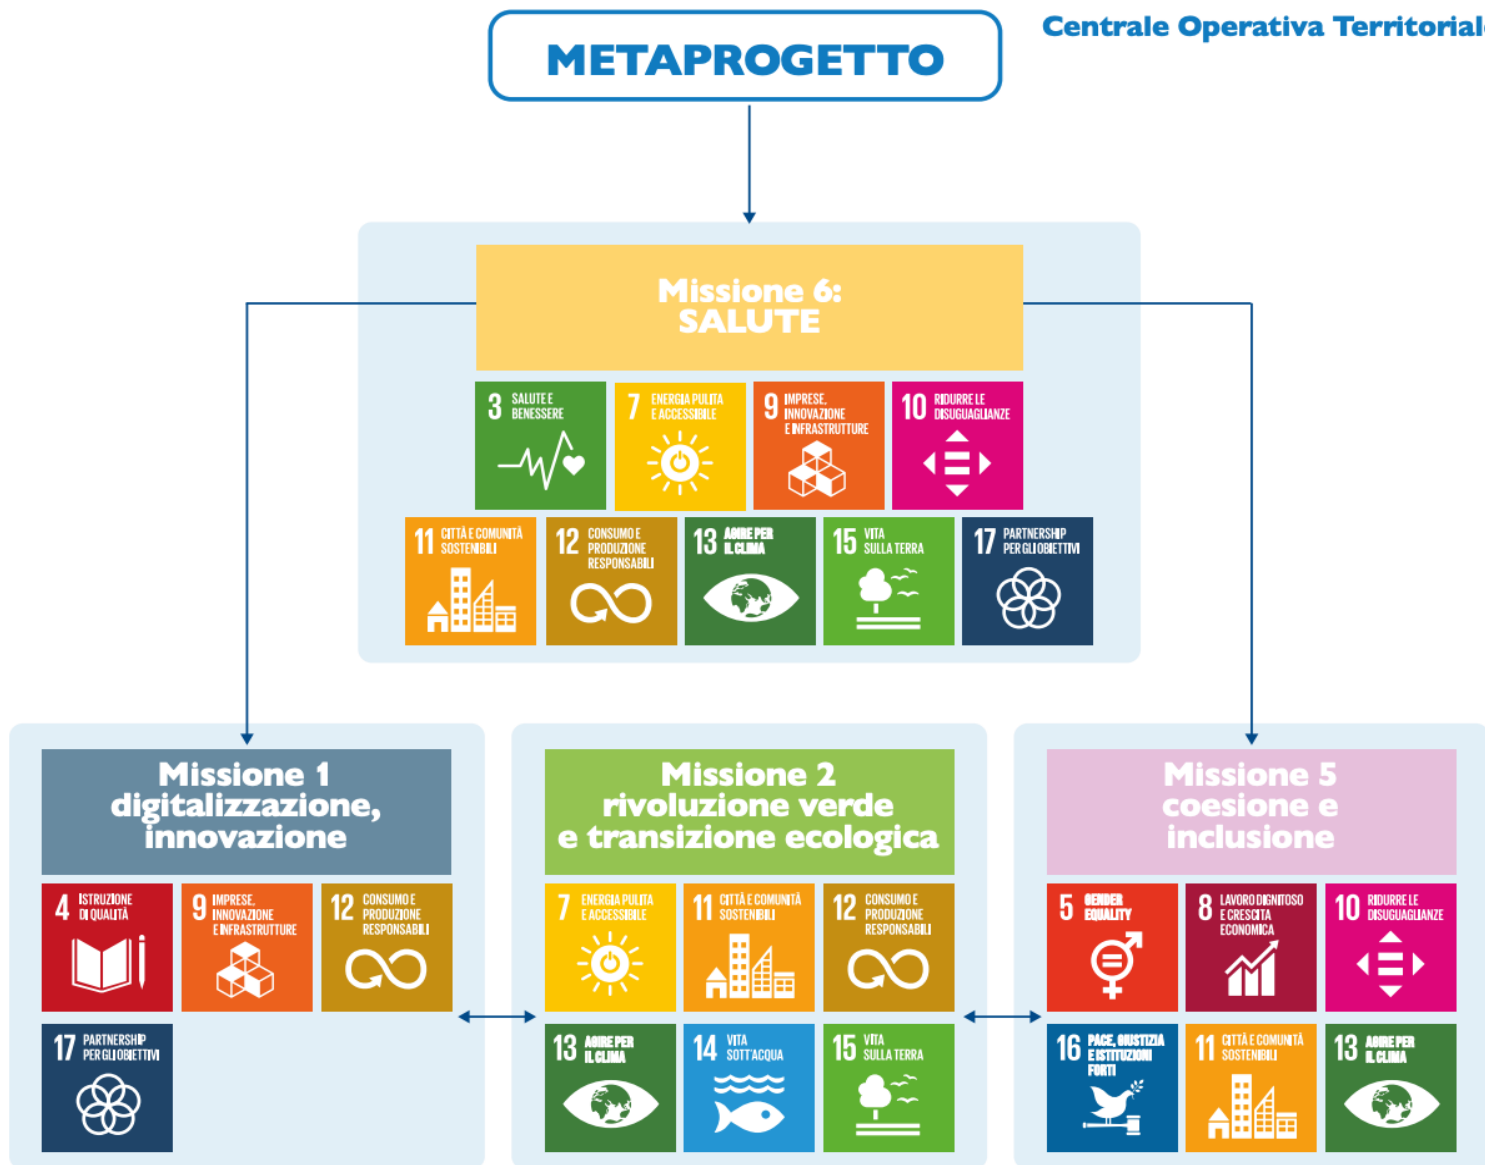 Centrale Operativa Territoriale
METAPROGETTO
Missione 6:
SALUTE
3 SALUTE E
BENESSERE
7 ENERGIA PULITA
E ACCESSIBILE
9 IMPRESE,
INNOVAZIONE
E INFRASTRUTTURE
10 RIDURRE LE
DISUGUAGLIANZE
11 CITTÀ E COMUNITÀ
SOSTENIBILI
12 CONSUMO E
PRODUZIONE
RESPONSABILI
13 AGIRE PER
IL CLIMA
15 VITA
SULLA TERRA
17 PARTNERSHIP
PER GLI OBIETTIVI
Missione 1
digitalizzazione,
innovazione
4 ISTRUZIONE
DI QUALITÀ
9 IMPRESE,
INNOVAZIONE
E INFRASTRUTTURE
12 CONSUMO E
PRODUZIONE
RESPONSABILI
17 PARTNERSHIP
PER GLI OBIETTIVI
Missione 2
rivoluzione verde
e transizione ecologica
7 ENERGIA PULITA
E ACCESSIBILE
11 CITTÀ E COMUNITÀ
SOSTENIBILI
12 CONSUMO E
PRODUZIONE
RESPONSABILI
13 AGIRE PER
IL CLIMA
14 VITA
SOTT'ACQUA
15 VITA
SULLA TERRA
Missione 5
coesione e
inclusione
5 GENDER
EQUALITY
8 LAVORO DIGNITOSO
E CRESCITA
ECONOMICA
10 RIDURRE LE
DISUGUAGLIANZE
16 PACE, GIUSTIZIA
E ISTITUZIONI
FORTI
11 CITTÀ E COMUNITÀ
SOSTENIBILI
13 AGIRE PER
IL CLIMA